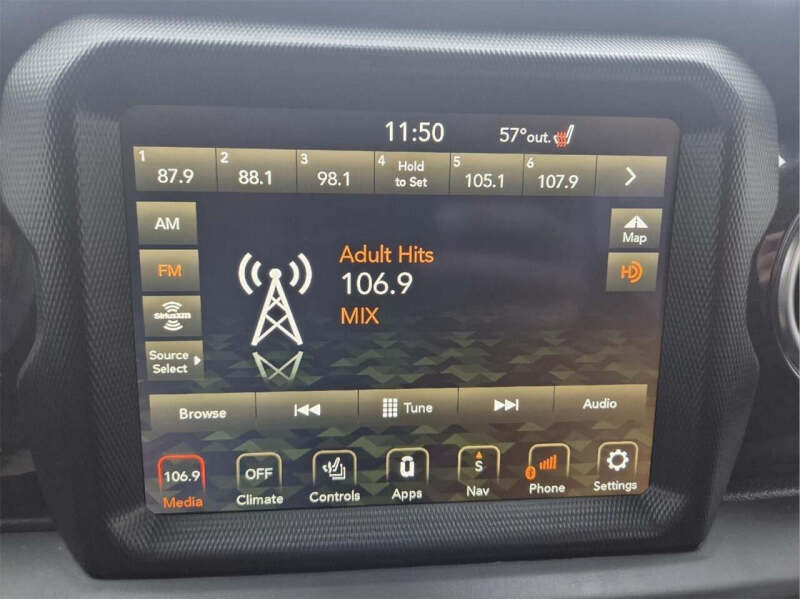 11:50 57°out.
1 87.9 2 88.1 3 98.1 4 Hold to Set 5 105.1 6 107.9 >
AM
FM
SiriusXM
Source
Select
Adult Hits
106.9
MIX
Map
HD
Browse Tune Audio
106.9 OFF U S
Media Climate Controls Apps Nav Phone Settings